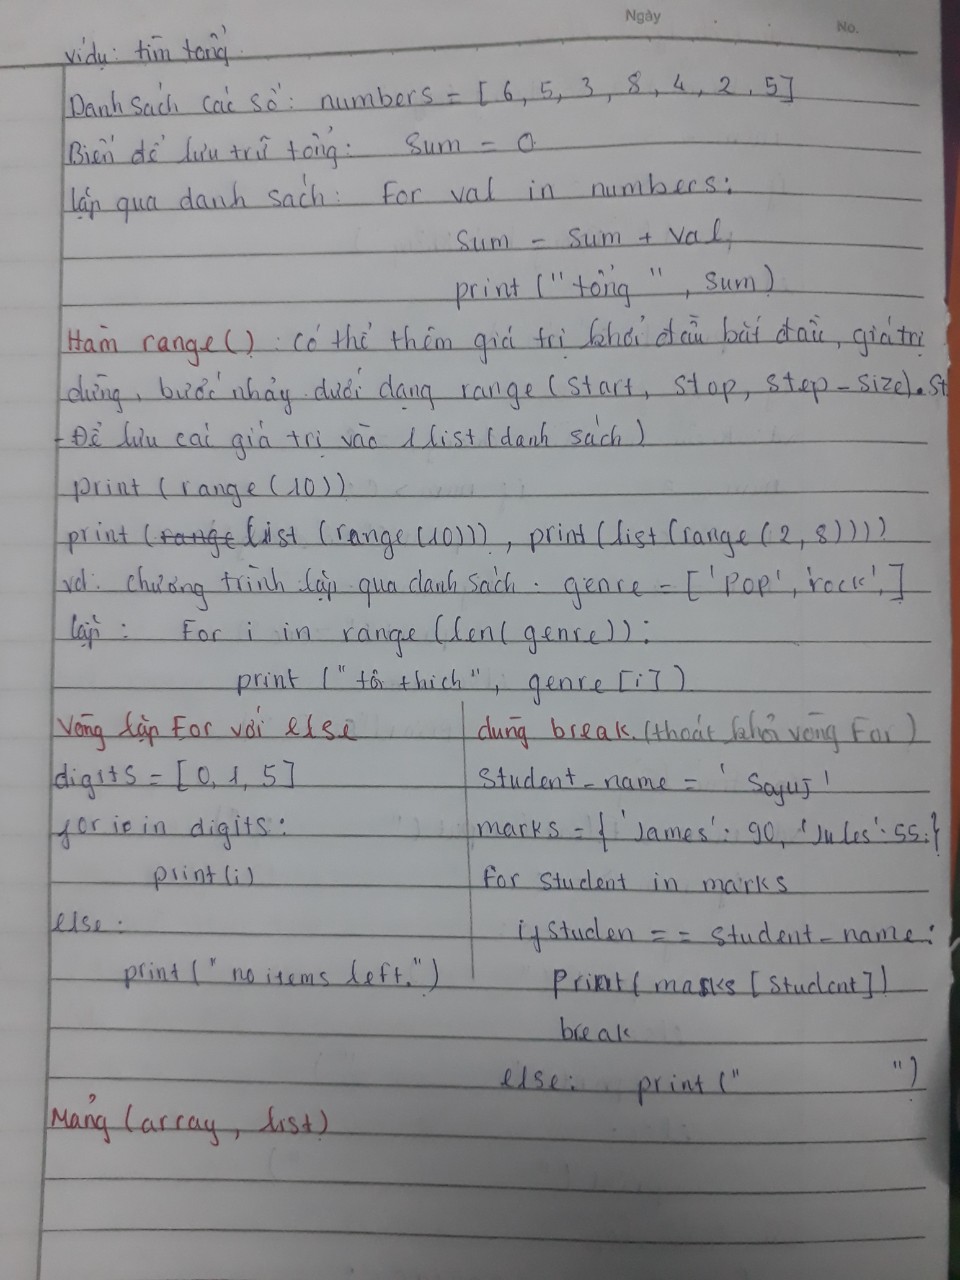 Ngày
No.
Ví dụ: tìm tổng.
Danh sách các số: numbers = [6, 5, 3, 8, 4, 2, 5]
Biến để lưu trữ tổng: Sum = 0
lặp qua danh sách: For val in numbers:
Sum = Sum + val,
print ("tổng", sum)
Hàm range(): có thể thêm giá trị khởi đầu bắt đầu, giá trị
dừng, bước nhảy dưới dạng range (start, stop, step-size).
- Để lưu cai giá trị vào 1 list (danh sách)
print (range (10))
print (range list (range (10))), print (list (range (2, 8))))
vd: chương trình lặp qua danh sách. genre = ['Pop', 'rock',]
lặp: For i in range (len( genre)):
print ("tôi thích", genre [i])
Vòng lặp For với else
digits = [0, 1, 5]
for i in digits:
print (i)
else:
print ("no items left.")
dùng break. (thoát khỏi vòng For)
Student_name = ' Sojuj '
marks = { 'James': 90, 'Jules': 55.}
For student in marks
if studen == student_name:
Print ( marks [Student])
break
else: print (" ")
Mảng (array, list)